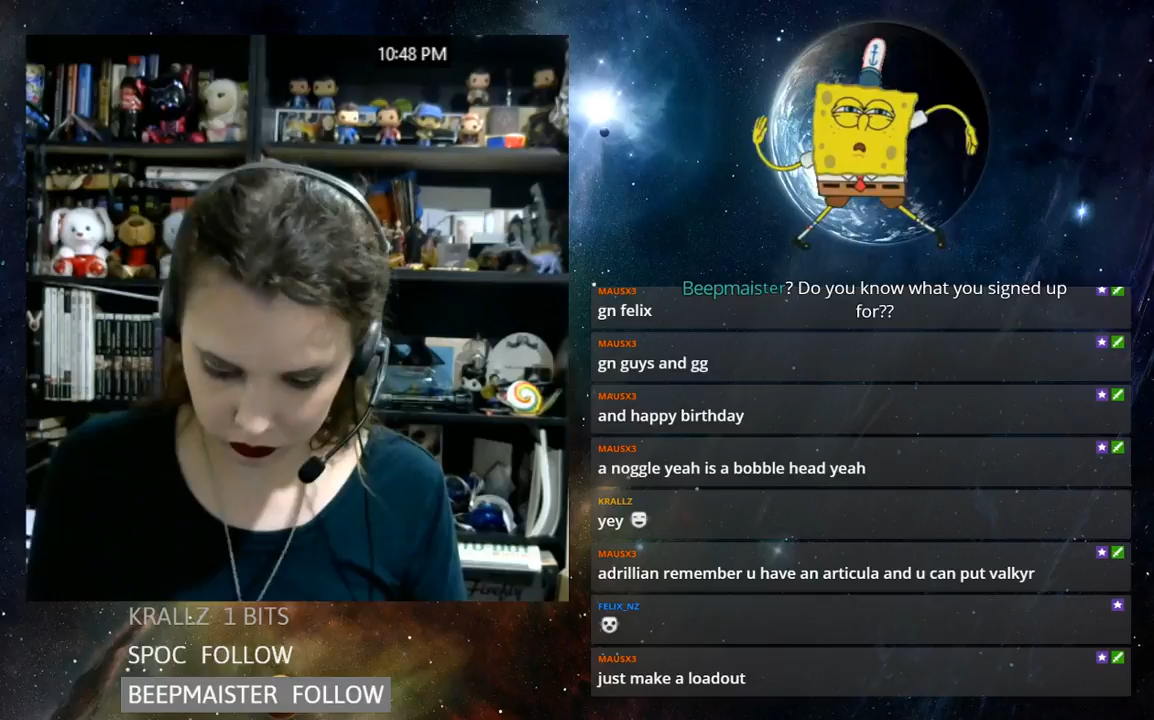 10:48 PM
Beepmaister? Do you know what you signed up
for??
MAUSX3
gn felix
MAUSX3
gn guys and gg
MAUSX3
and happy birthday
MAUSX3
a noggle yeah is a bobble head yeah
KRALLZ
yey
MAUSX3
adrillian remember u have an articula and u can put valkyr
FELIX_NZ
MAUSX3
just make a loadout
Firefly
KRALLZ 1 BITS
SPOC FOLLOW
BEEPMAISTER FOLLOW